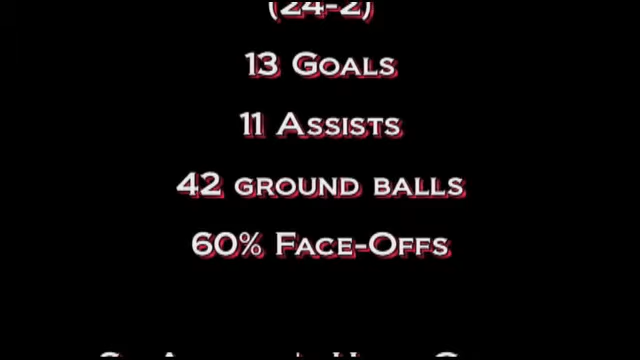 (24-2)
13 Goals
11 Assists
42 ground balls
60% Face-Offs